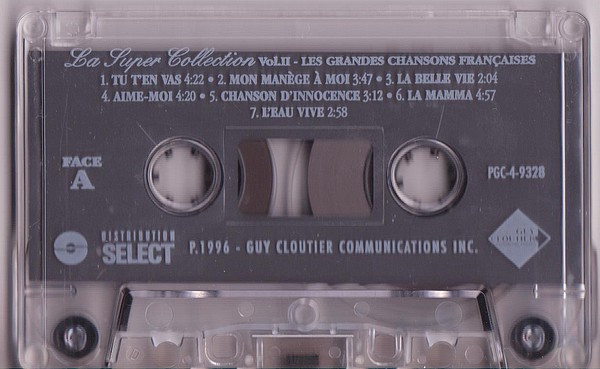 La Super Collection Vol.II - LES GRANDES CHANSONS FRANÇAISES
1. TU T'EN VAS 4:22 • 2. MON MANÈGE À MOI 3:47 • 3. LA BELLE VIE 2:04
4. AIME-MOI 4:20 • 5. CHANSON D'INNOCENCE 3:12 • 6. LA MAMMA 4:57
7. L'EAU VIVE 2:58
FACE
A
PGC-4-9328
DISTRIBUTION
SELECT
P.1996 - GUY CLOUTIER COMMUNICATIONS INC.
GUY
CLOUTIER